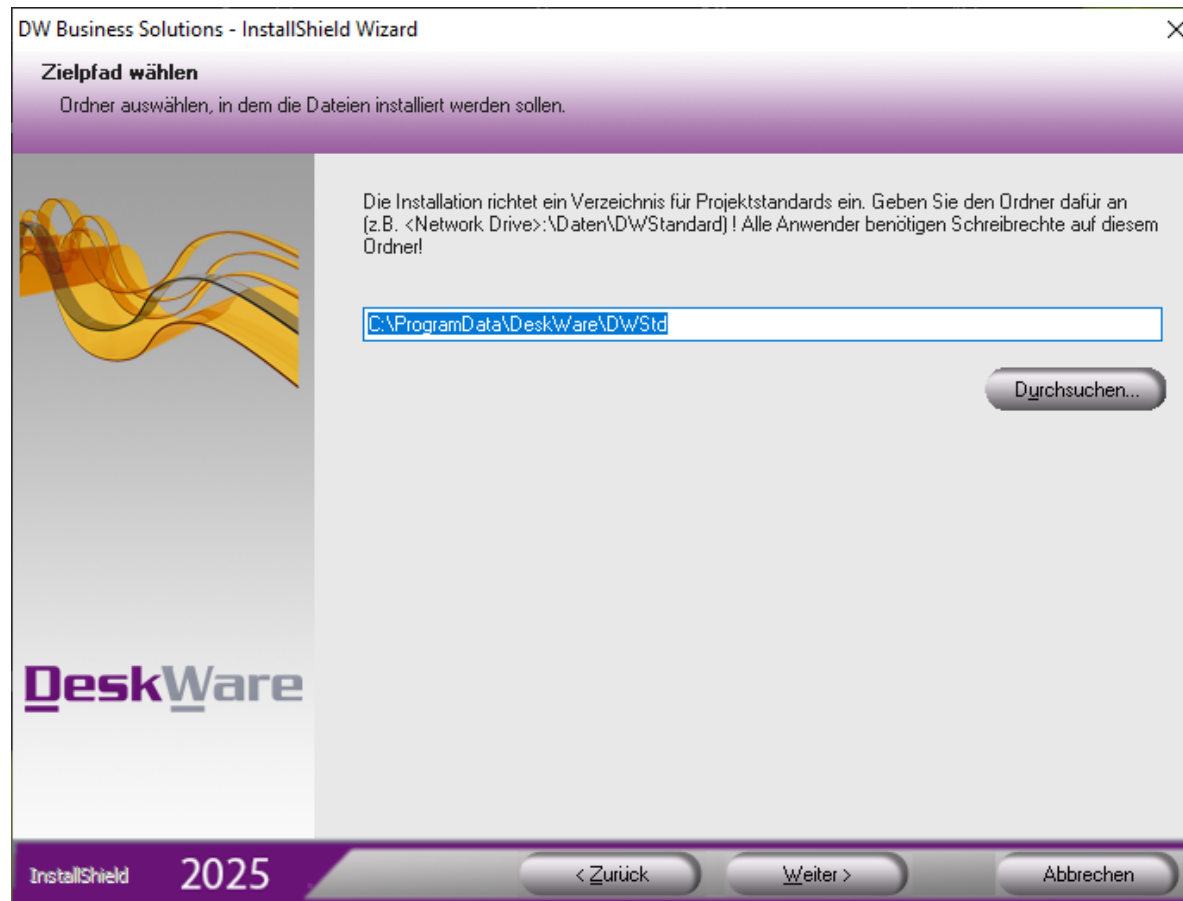 DW Business Solutions - InstallShield Wizard
Zielpfad wählen
Ordner auswählen, in dem die Dateien installiert werden sollen.
Die Installation richtet ein Verzeichnis für Projektstandards ein. Geben Sie den Ordner dafür an
(z.B. <Network Drive>:\Daten\DWStandard) ! Alle Anwender benötigen Schreibrechte auf diesem
Ordner!
C:\ProgramData\DeskWare\DWStd
Durchsuchen...
DeskWare
InstallShield 2025
< Zurück
Weiter >
Abbrechen